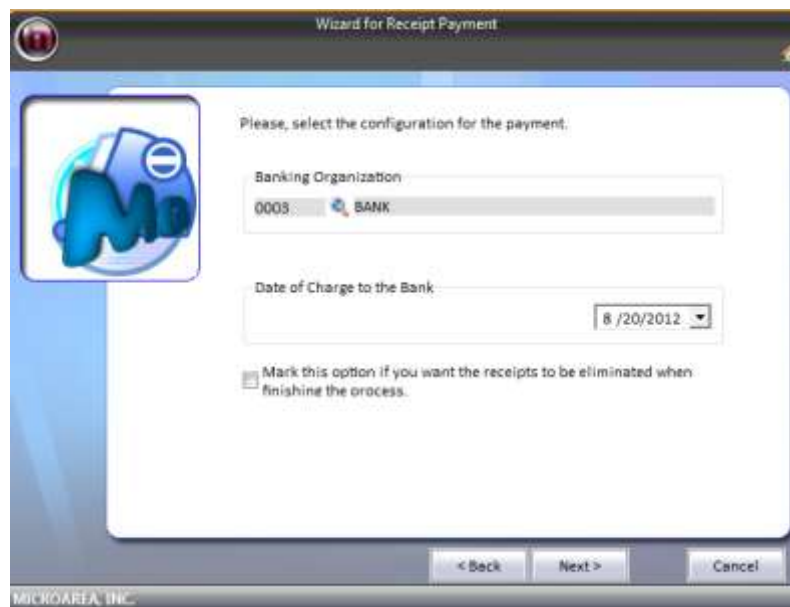 Wizard for Receipt Payment
Please, select the configuration for the payment.
Banking Organization
0003 BANK
Date of Charge to the Bank
8 /20/2012
Mark this option if you want the receipts to be eliminated when
finishing the process.
< Back Next > Cancel
MICROAREA, INC.